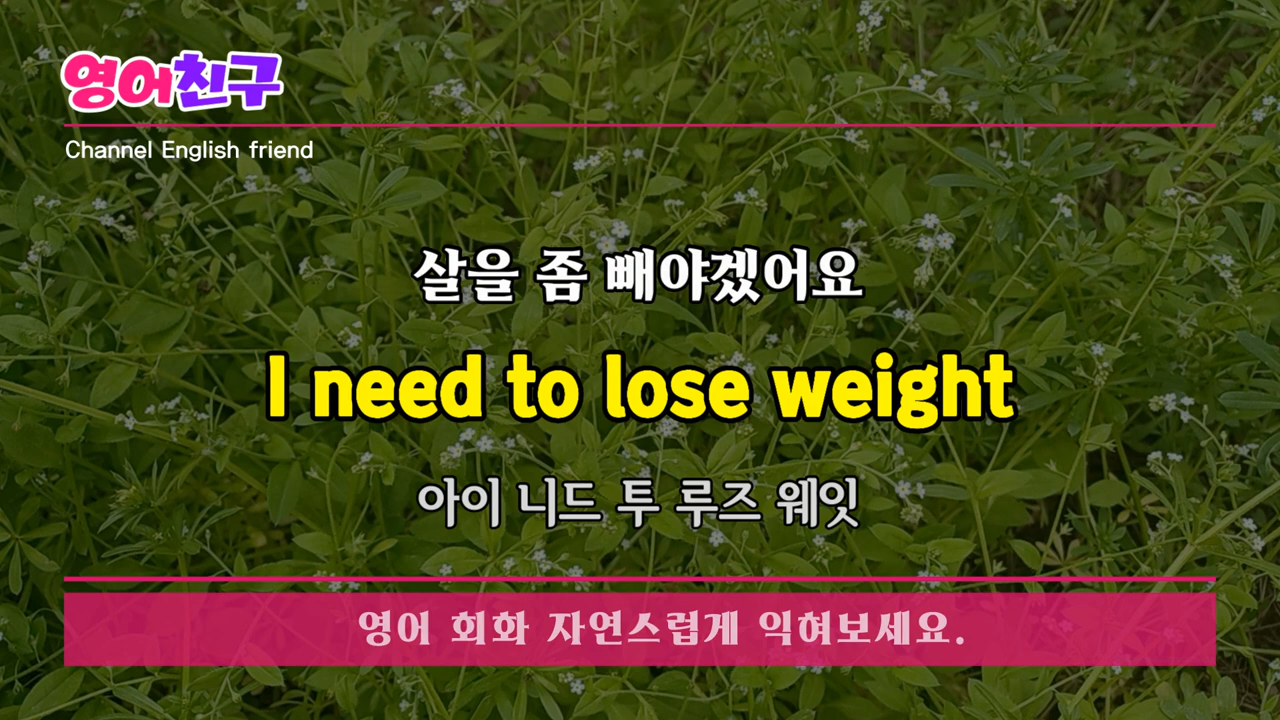 영어친구
Channel English friend
살을 좀 빼야겠어요
I need to lose weight
아이 니드 투 루즈 웨잇
영어 회화 자연스럽게 익혀보세요.